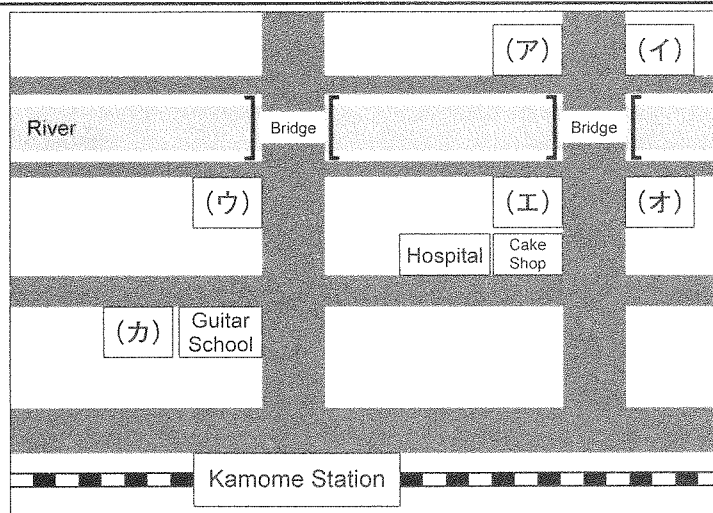 (ア)
(イ)
River
Bridge
Bridge
(ウ)
(エ)
(オ)
Hospital
Cake
Shop
(カ)
Guitar
School
Kamome Station